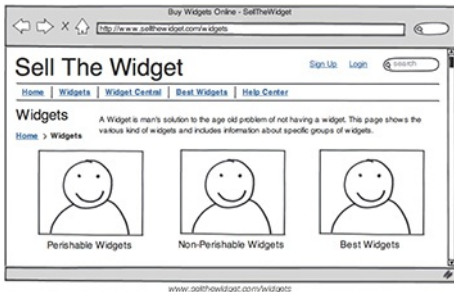 Buy Widgets Online - SellTheWidget
http://www.sellthewidget.com/widgets
Sell The Widget
Sign Up Login search
Home Widgets Widget Central Best Widgets Help Center
Widgets
A Widget is man's solution to the age old problem of not having a widget. This page shows the
various kind of widgets and includes information about specific groups of widgets.
Home > Widgets
Perishable Widgets Non-Perishable Widgets Best Widgets
www.sellthewidget.com/widgets